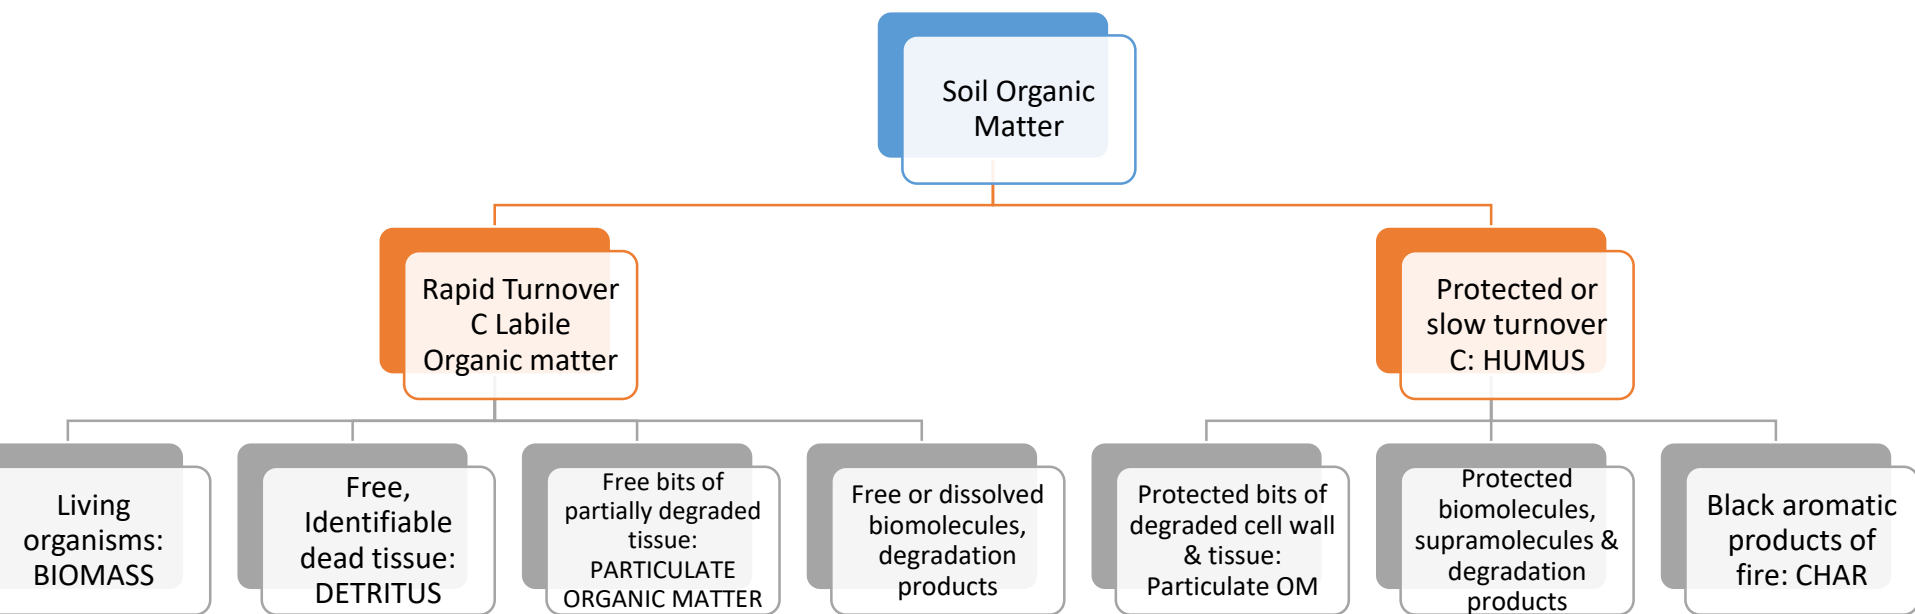 Soil Organic
Matter
Rapid Turnover
C Labile
Organic matter
Protected or
slow turnover
C: HUMUS
Living
organisms:
BIOMASS
Free,
Identifiable
dead tissue:
DETRITUS
Free bits of
partially degraded
tissue:
PARTICULATE
ORGANIC MATTER
Free or dissolved
biomolecules,
degradation
products
Protected bits of
degraded cell wall
& tissue:
Particulate OM
Protected
biomolecules,
supramolecules &
degradation
products
Black aromatic
products of
fire: CHAR